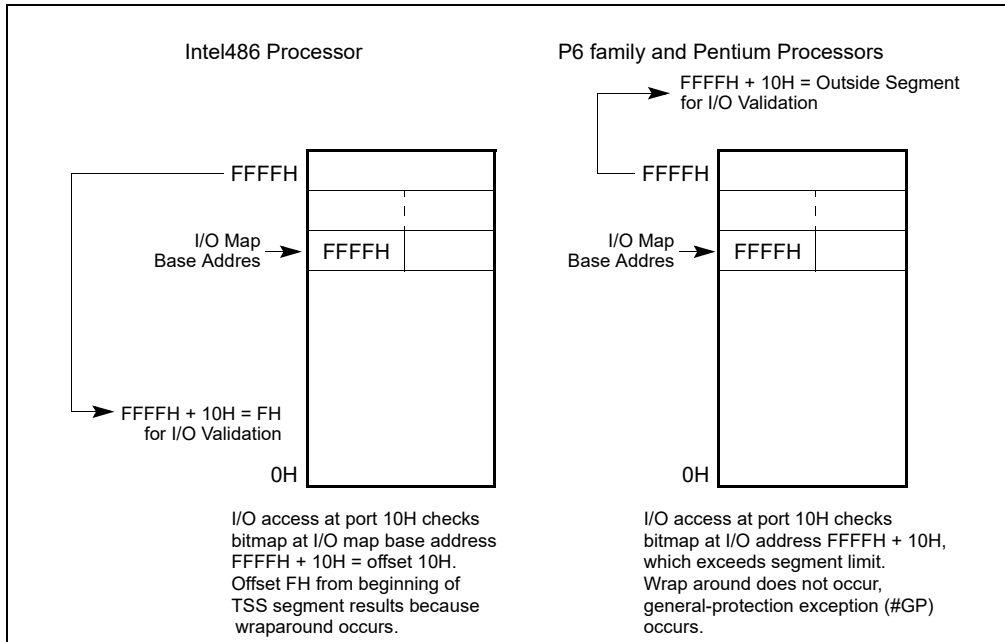 Intel486 Processor
FFFFH
I/O Map
Base Addres
FFFFH
FFFFH + 10H = FH
for I/O Validation
0H
I/O access at port 10H checks
bitmap at I/O map base address
FFFFH + 10H = offset 10H.
Offset FH from beginning of
TSS segment results because
wraparound occurs.
P6 family and Pentium Processors
FFFFH + 10H = Outside Segment
for I/O Validation
FFFFH
I/O Map
Base Addres
FFFFH
0H
I/O access at port 10H checks
bitmap at I/O address FFFFH + 10H,
which exceeds segment limit.
Wrap around does not occur,
general-protection exception (#GP)
occurs.